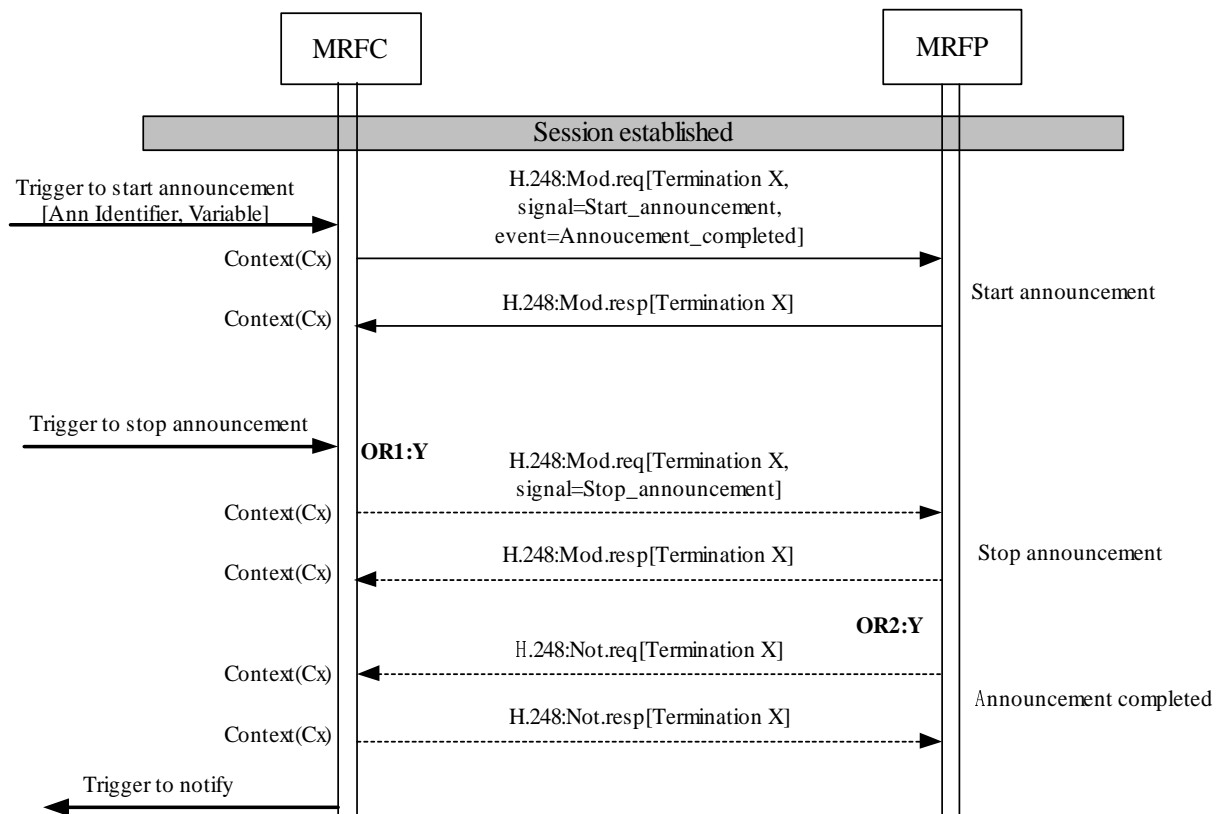 MRFC
MRFP
Session established
Trigger to start announcement
[Ann Identifier, Variable]
H.248:Mod.req[Termination X,
signal=Start_announcement,
event=Annoucement_completed]
Context(Cx)
Start announcement
H.248:Mod.resp[Termination X]
Context(Cx)
Trigger to stop announcement
OR1:Y
H.248:Mod.req[Termination X,
signal=Stop_announcement]
Context(Cx)
Stop announcement
H.248:Mod.resp[Termination X]
Context(Cx)
OR2:Y
H.248:Not.req[Termination X]
Context(Cx)
Announcement completed
H.248:Not.resp[Termination X]
Context(Cx)
Trigger to notify